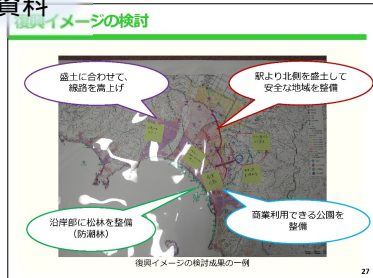 資料
復興イメージの検討
盛土に合わせて、
線路を嵩上げ
駅より北側を盛土して
安全な地域を整備
沿岸部に松林を整備
（防潮林）
商業利用できる公園を
整備
復興イメージの検討成果の一例
27